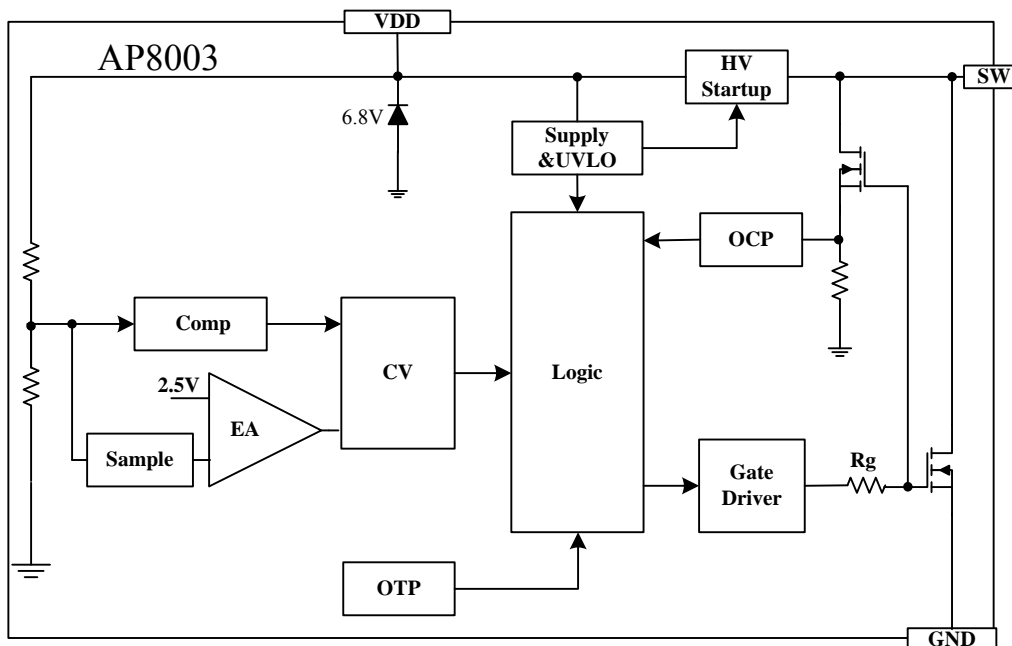 VDD
AP8003
HV
Startup
SW
6.8V
Supply
&UVLO
OCP
Comp
CV
Logic
2.5V
EA
Sample
Gate
Driver
Rg
OTP
GND